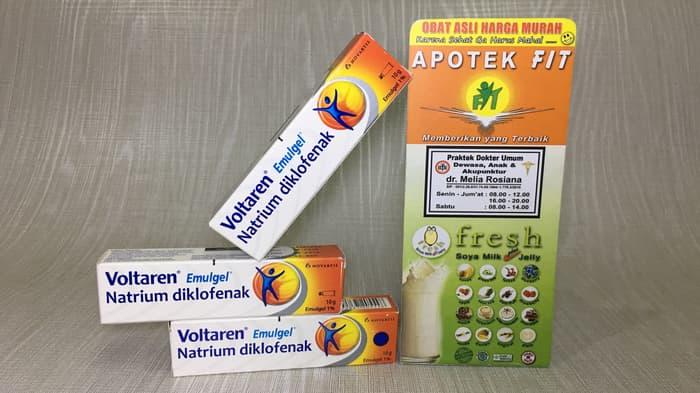 NOVARTIS
10 g
Emulgel 1%
Voltaren® Emulgel®
Natrium diklofenak
Voltaren® Emulgel®
Natrium diklofenak
NOVARTIS
10 g
Emulgel 1%
Voltaren® Emulgel®
Natrium diklofenak
NOVARTIS
10 g
Emulgel 1%
OBAT ASLI HARGA MURAH
Karena Sehat Ga Harus Mahal
APOTEK FIT
FIT
Memberikan yang Terbaik
Praktek Dokter Umum
Dewasa, Anak &
Akupunktur
dr. Melia Rosiana
Senin - Jum'at : 08.00 - 12.00
16.00 - 20.00
Sabtu : 08.00 - 14.00
fresh
fresh
Soya Milk Jelly